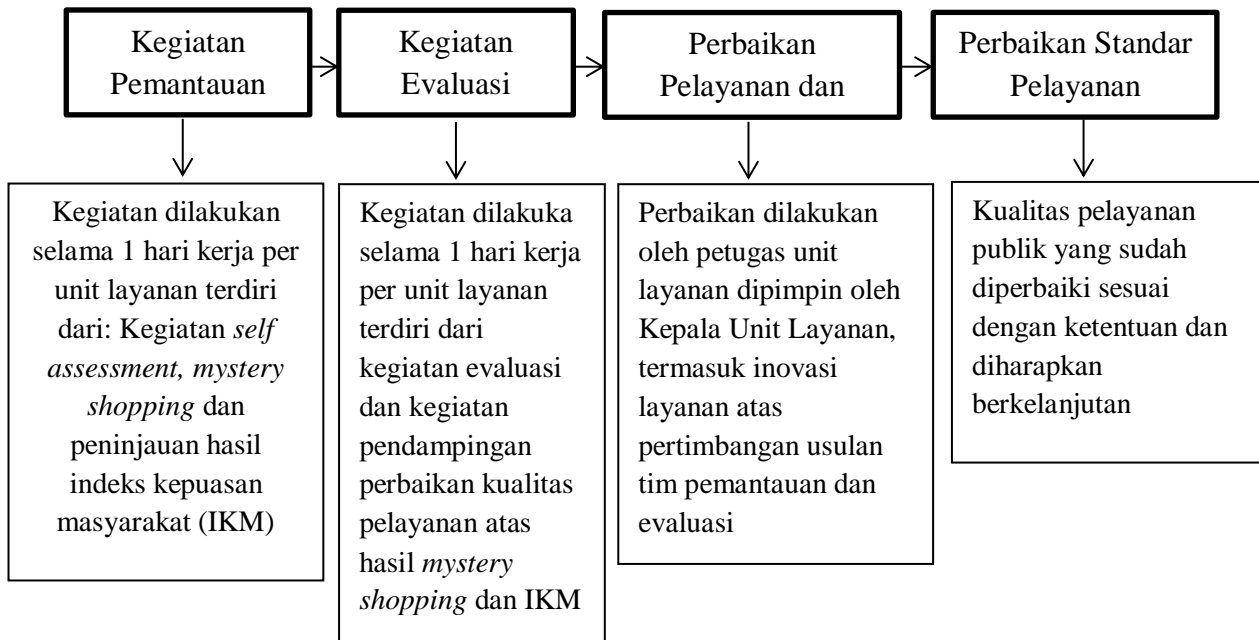 Kegiatan
Pemantauan
Kegiatan
Evaluasi
Perbaikan
Pelayanan dan
Perbaikan Standar
Pelayanan
Kegiatan dilakukan
selama 1 hari kerja per
unit layanan terdiri
dari: Kegiatan self
assessment, mystery
shopping dan
peninjauan hasil
indeks kepuasan
masyarakat (IKM)
Kegiatan dilakuka
selama 1 hari kerja
per unit layanan
terdiri dari
kegiatan evaluasi
dan kegiatan
pendampingan
perbaikan kualitas
pelayanan atas
hasil mystery
shopping dan IKM
Perbaikan dilakukan
oleh petugas unit
layanan dipimpin oleh
Kepala Unit Layanan,
termasuk inovasi
layanan atas
pertimbangan usulan
tim pemantauan dan
evaluasi
Kualitas pelayanan
publik yang sudah
diperbaiki sesuai
dengan ketentuan dan
diharapkan
berkelanjutan